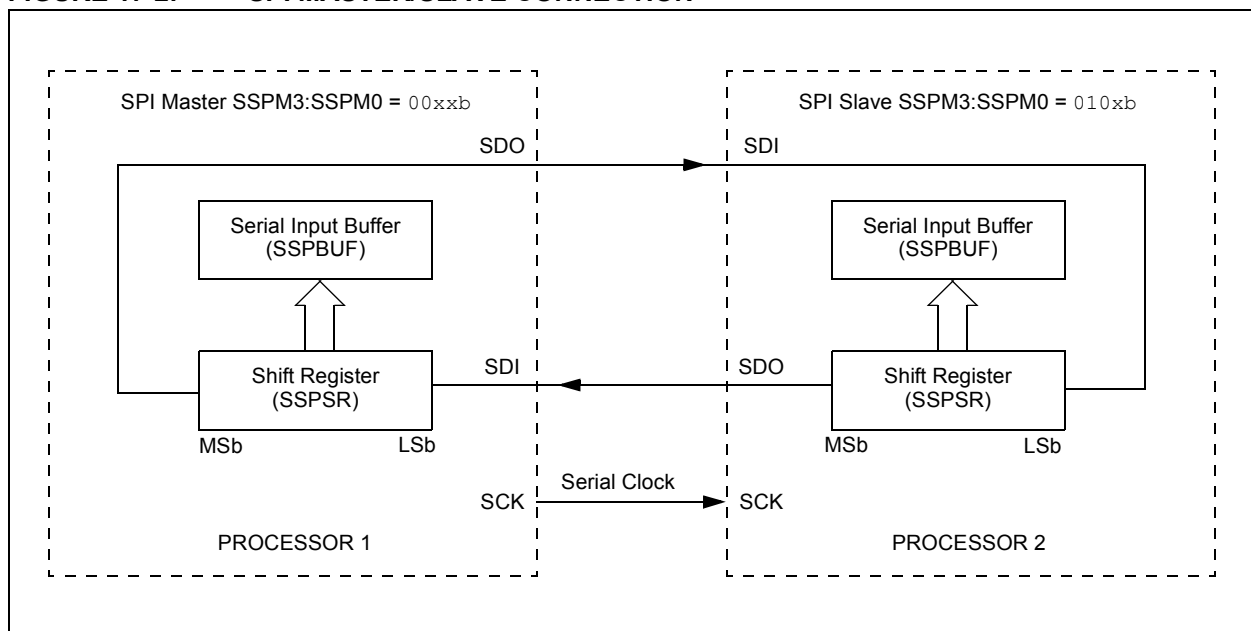 SPI Master SSPM3:SSPM0 = 00xxb
SPI Slave SSPM3:SSPM0 = 010xb
SDO
SDI
Serial Input Buffer
(SSPBUF)
Serial Input Buffer
(SSPBUF)
Shift Register
(SSPSR)
MSb
LSb
SDI
SDO
Shift Register
(SSPSR)
MSb
LSb
SCK
Serial Clock
SCK
PROCESSOR 1
PROCESSOR 2